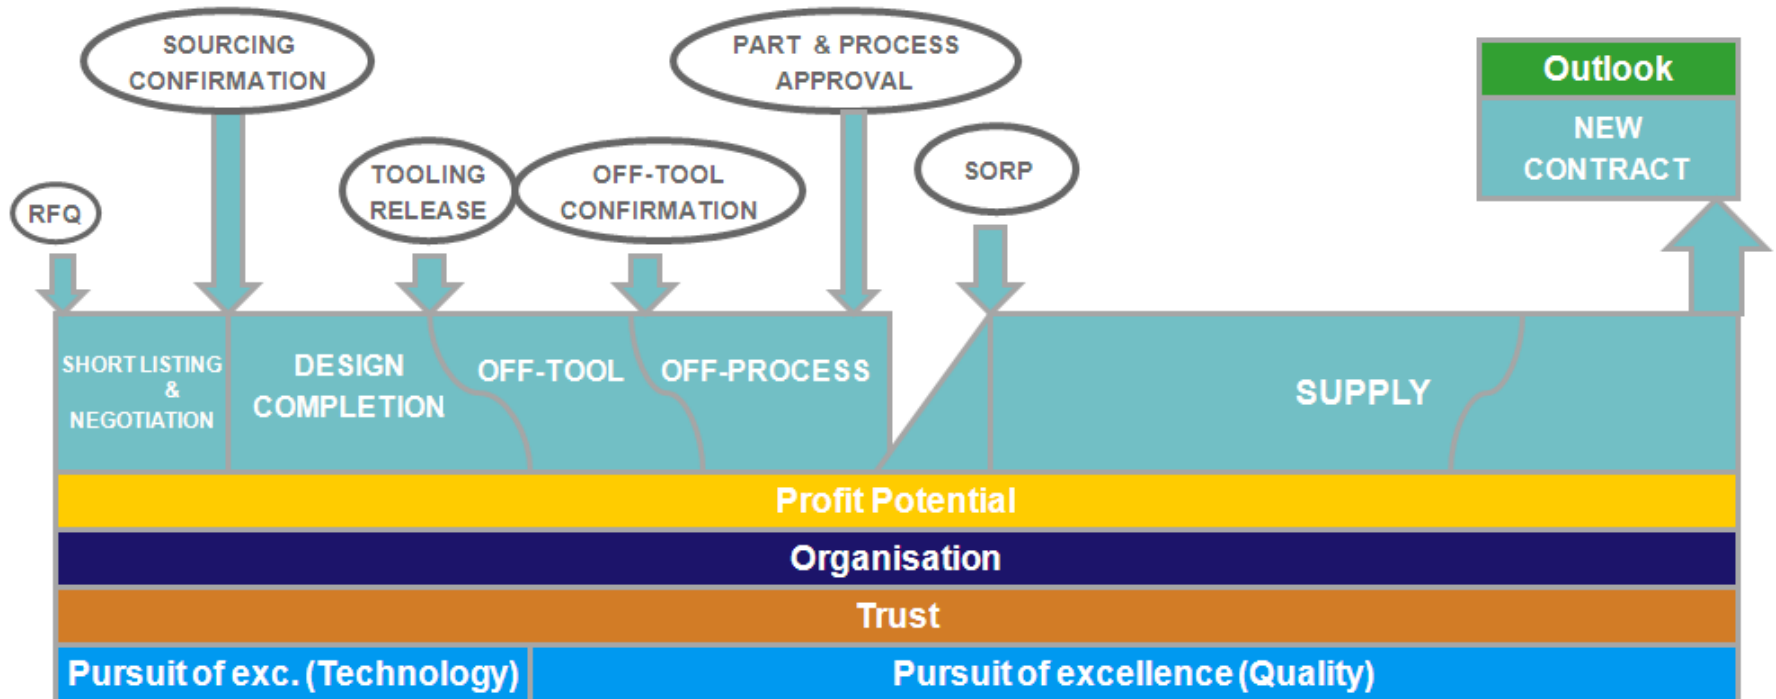 SOURCING
CONFIRMATION
PART & PROCESS
APPROVAL
Outlook
NEW
CONTRACT
RFQ
TOOLING
RELEASE
OFF-TOOL
CONFIRMATION
SORP
SHORT LISTING
&
NEGOTIATION
DESIGN
COMPLETION
OFF-TOOL
OFF-PROCESS
SUPPLY
Profit Potential
Organisation
Trust
Pursuit of exc. (Technology)
Pursuit of excellence (Quality)